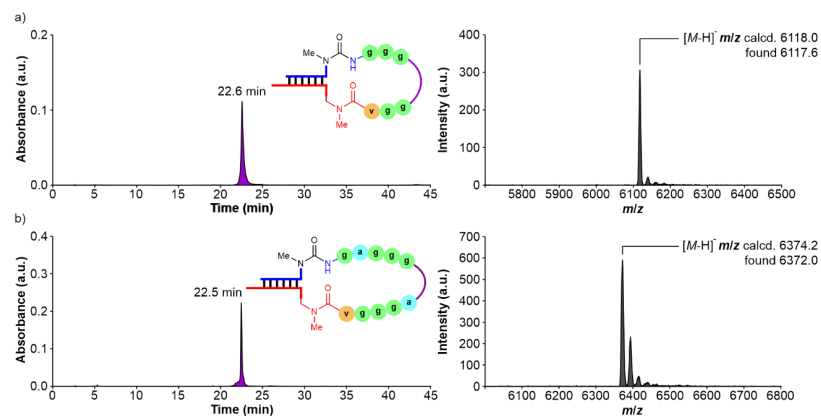 a)
0.2
0.1
0.0
Absorbance (a.u.)
0 5 10 15 20 25 30 35 40 45
Time (min)
22.6 min
Me
O
N
N
H
g g g
O
N
Me
v g g
400
300
200
100
0
Intensity (a.u.)
5800 5900 6000 6100 6200 6300 6400 6500
m/z
[M-H]- m/z calcd. 6118.0
found 6117.6
b)
0.4
0.3
0.2
0.1
0.0
Absorbance (a.u.)
0 5 10 15 20 25 30 35 40 45
Time (min)
22.5 min
Me
O
N
NH
g a g g g
O
N
Me
v g g g a
700
600
500
400
300
200
100
0
Intensity (a.u.)
6100 6200 6300 6400 6500 6600 6700 6800
m/z
[M-H]- m/z calcd. 6374.2
found 6372.0